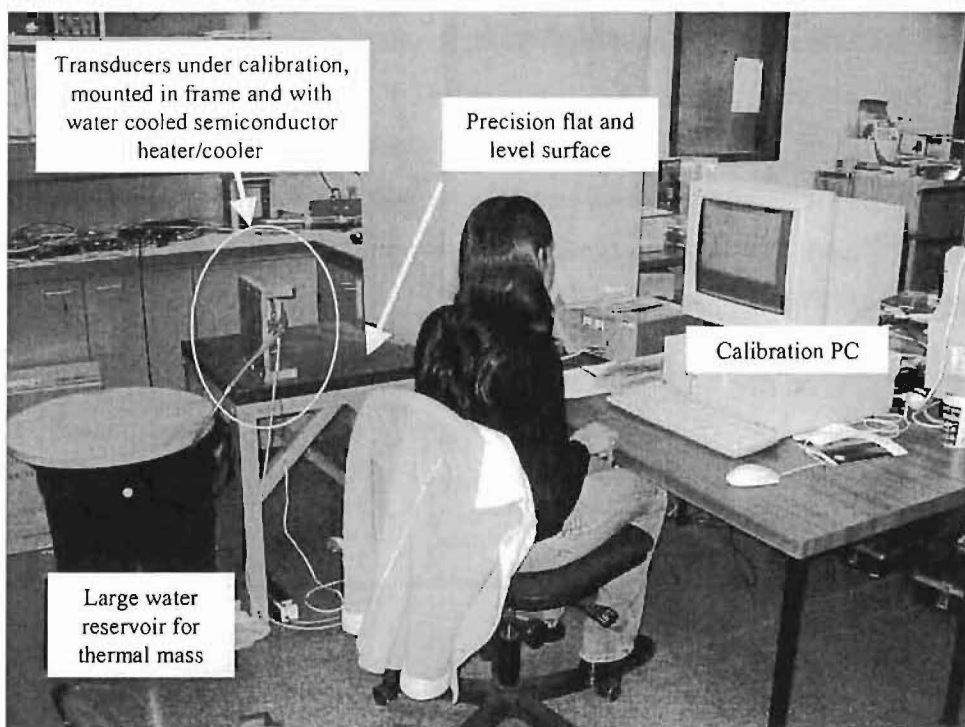 Transducers under calibration,
mounted in frame and with
water cooled semiconductor
heater/cooler
Precision flat and
level surface
Calibration PC
Large water
reservoir for
thermal mass